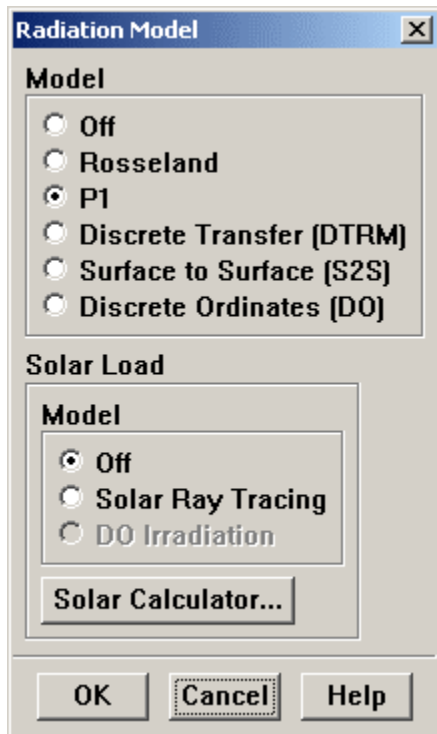 Radiation Model
Model
Off
Rosseland
P1
Discrete Transfer (DTRM)
Surface to Surface (S2S)
Discrete Ordinates (DO)
Solar Load
Model
Off
Solar Ray Tracing
DO Irradiation
Solar Calculator...
OK Cancel Help